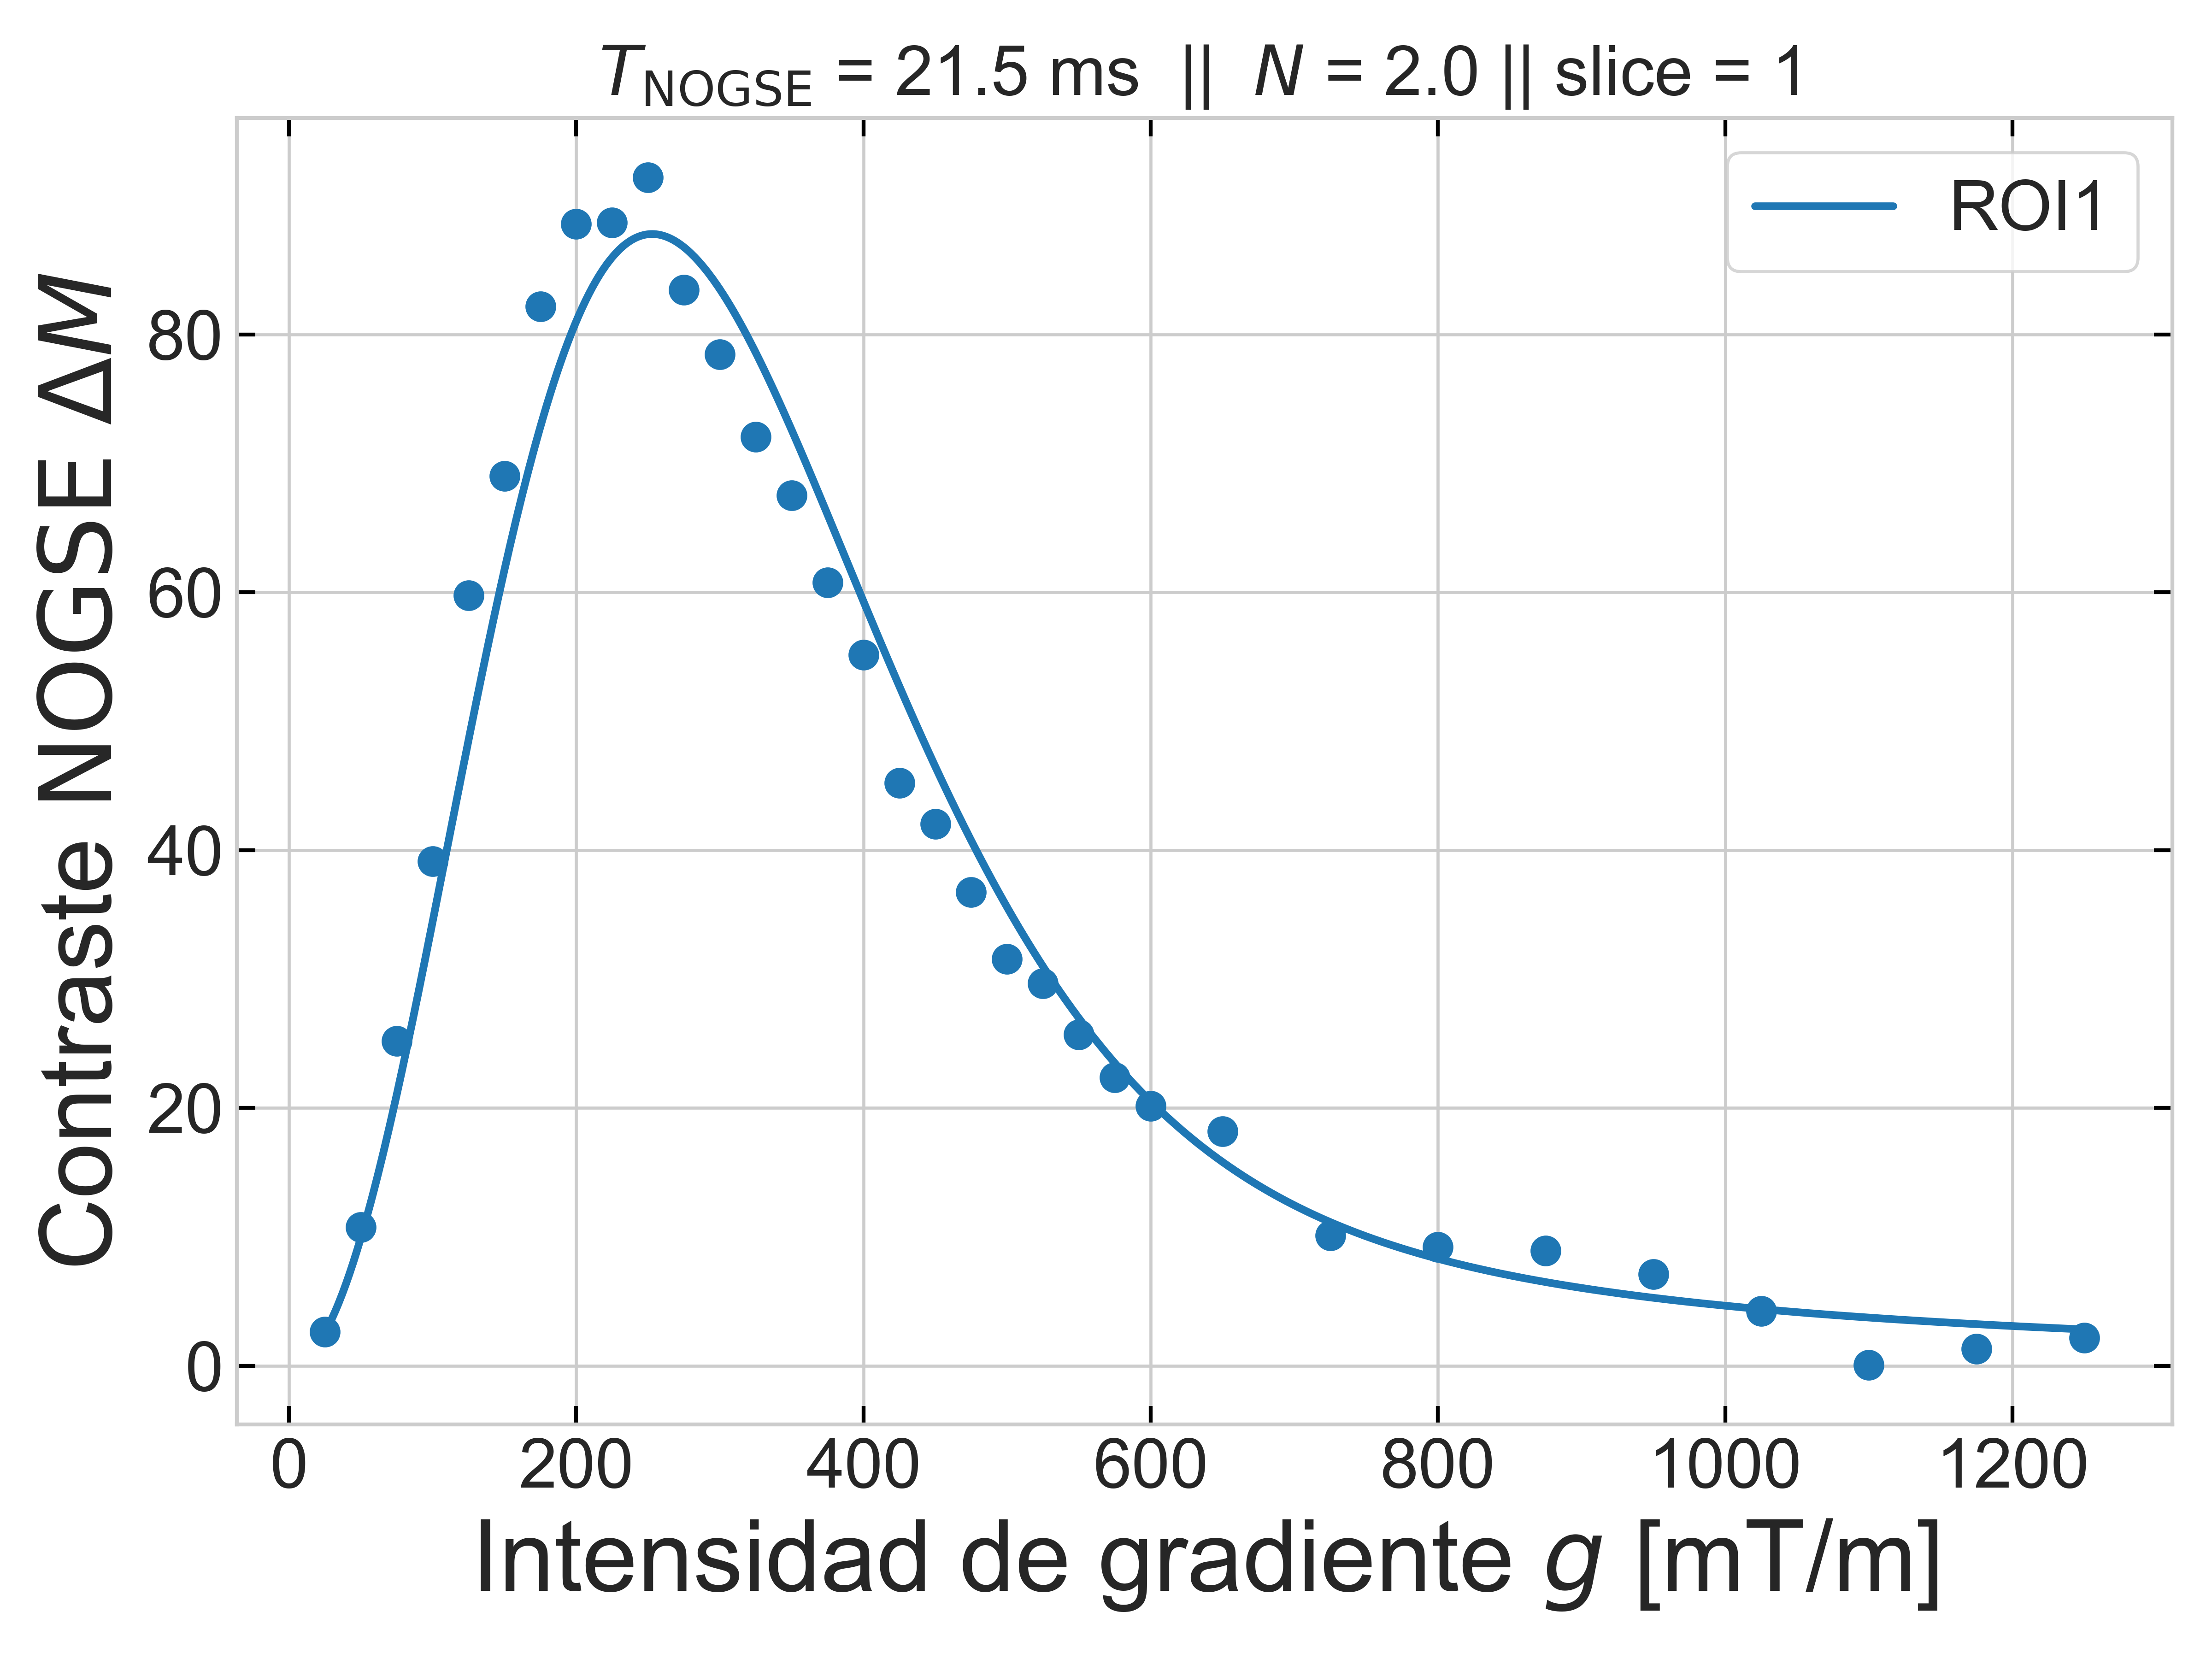 T_NOGSE = 21.5 ms || N = 2.0 || slice = 1
ROI1
Contraste NOGSE ΔM
80
60
40
20
0
0 200 400 600 800 1000 1200
Intensidad de gradiente g [mT/m]